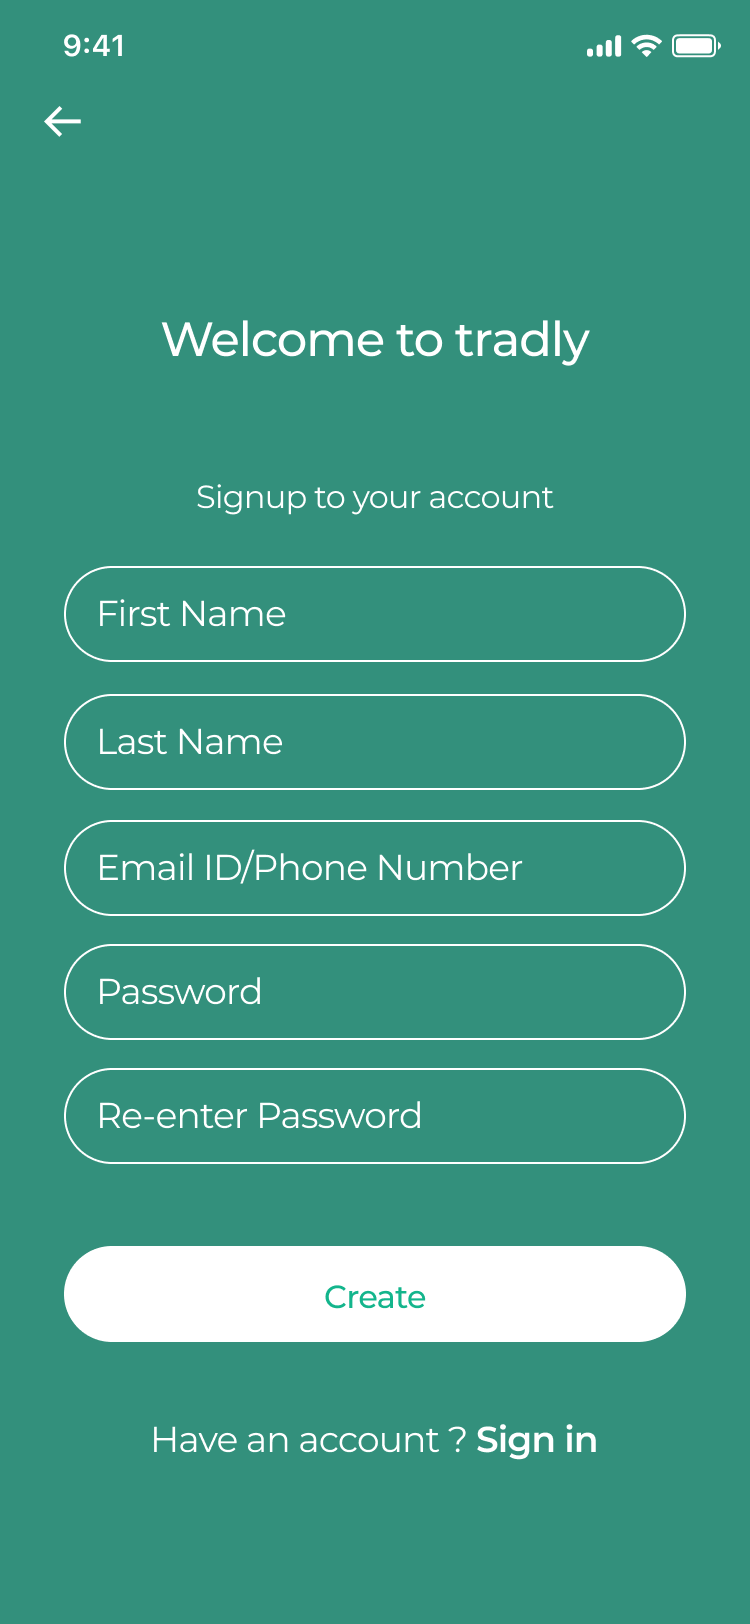 9:41
Welcome to tradly
Signup to your account
First Name
Last Name
Email ID/Phone Number
Password
Re-enter Password
Create
Have an account ? Sign in